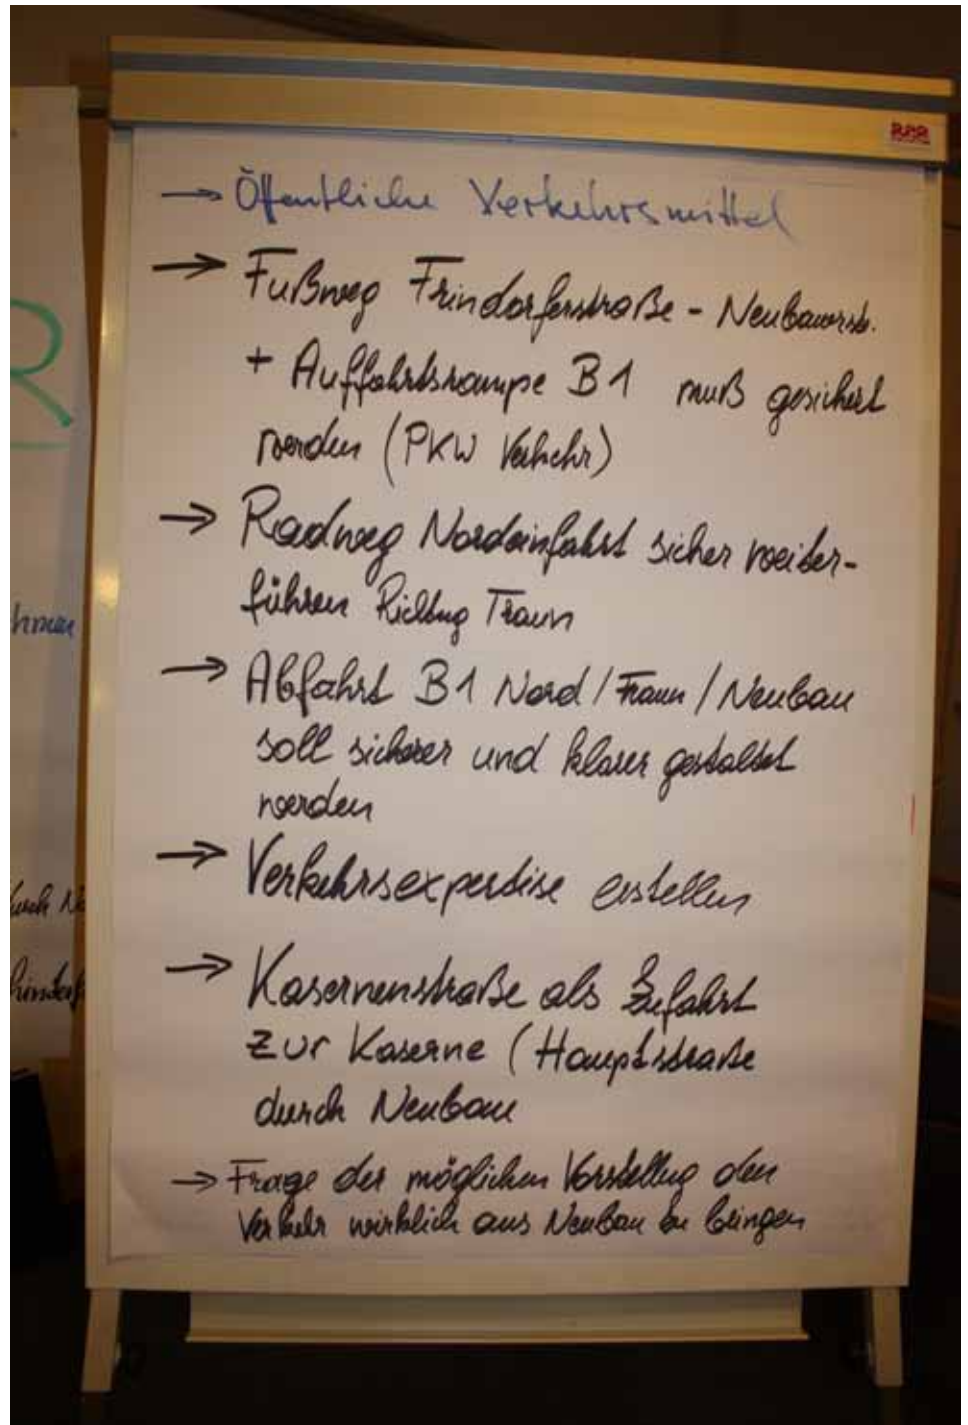 → Öffentliche Verkehrsmittel
→ Fußweg Trindorferstraße - Neubauerstr.
+ Auffahrtsrampe B1 muß gesichert
werden (PKW Verkehr)
→ Radweg Nordeinfahrt sicher weiter-
führen Richtung Traun
→ Abfahrt B1 Nord / Traun / Neubau
soll sicherer und klarer gestaltet
werden
→ Verkehrsexpertise erstellen
→ Kasernenstraße als Zufahrt
zur Kaserne (Hauptstraße
durch Neubau
→ Frage der möglichen Vorstellung den
Verkehr wirklich aus Neubau zu bringen
R